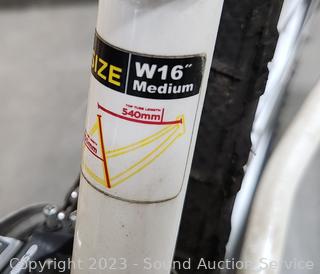 SIZE
W16"
Medium
TOP TUBE LENGTH
540mm
Copyright 2023 - Sound Auction Service